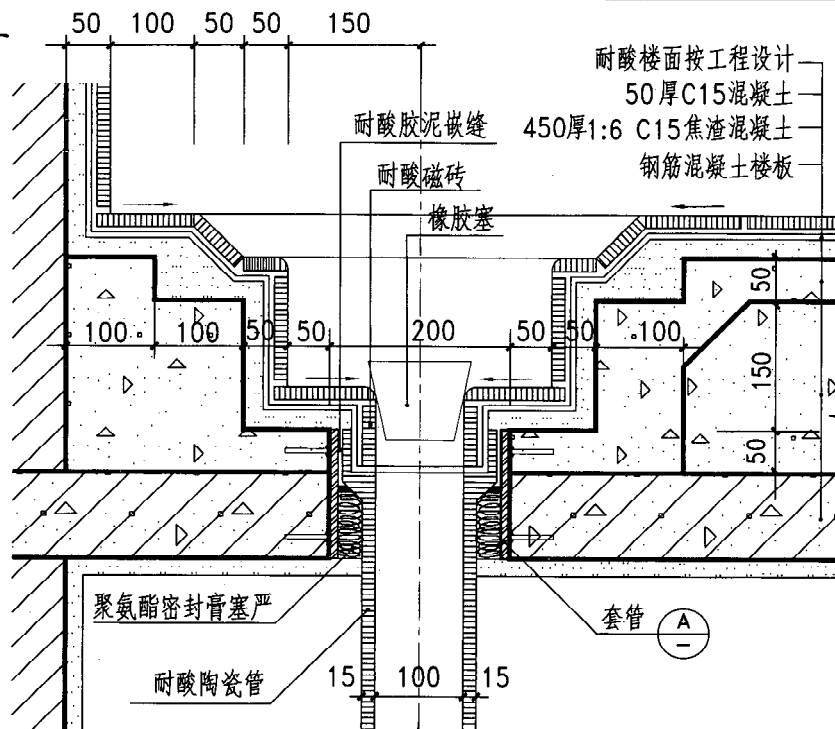 50 100 50 50 150
耐酸楼面按工程设计
50厚C15混凝土
450厚1:6 C15焦渣混凝土
钢筋混凝土楼板
耐酸胶泥嵌缝
耐酸磁砖
橡胶塞
50
100 100 50 50 200 50 50 100
150
50
聚氨酯密封膏塞严
套管 A
–
耐酸陶瓷管
15 100 15